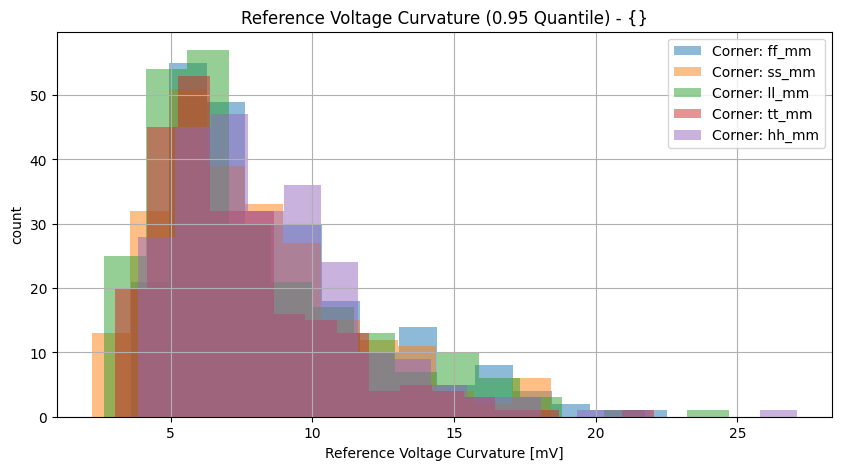 Reference Voltage Curvature (0.95 Quantile) - {}
Corner: ff_mm
Corner: ss_mm
Corner: ll_mm
Corner: tt_mm
Corner: hh_mm
50
40
30
20
10
0
count
5
10
15
20
25
Reference Voltage Curvature [mV]